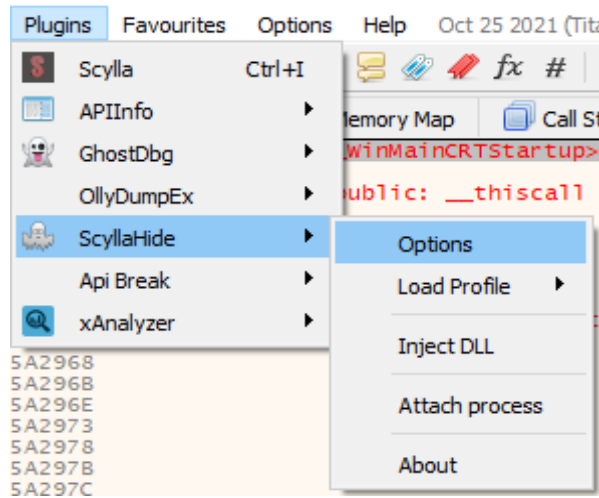 Plugins Favourites Options Help Oct 25 2021 (Tita
Scylla Ctrl+I
fx #
APIInfo
Memory Map Call St
GhostDbg
WinMainCRTStartup>
OllyDumpEx
public: __thiscall
ScyllaHide
Options
Api Break
Load Profile
xAnalyzer
Inject DLL
5A2968
5A296B
5A296E
Attach process
5A2973
5A2978
5A297B
About
5A297C